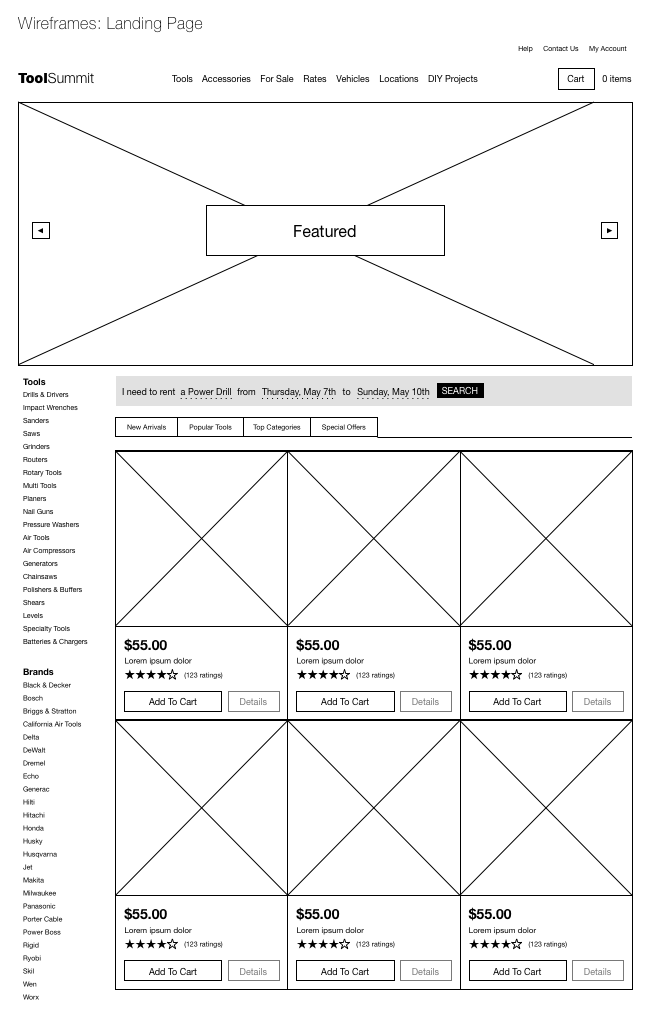 Wireframes: Landing Page
Help Contact Us My Account
ToolSummit Tools Accessories For Sale Rates Vehicles Locations DIY Projects Cart 0 items
◄ Featured ►
Tools
Drills & Drivers
Impact Wrenches
Sanders
Saws
Grinders
Routers
Rotary Tools
Multi Tools
Planers
Nail Guns
Pressure Washers
Air Tools
Air Compressors
Generators
Chainsaws
Polishers & Buffers
Shears
Levels
Specialty Tools
Batteries & Chargers
Brands
Black & Decker
Bosch
Briggs & Stratton
California Air Tools
Delta
DeWalt
Dremel
Echo
Generac
Hilti
Hitachi
Honda
Husky
Husqvarna
Jet
Makita
Milwaukee
Panasonic
Porter Cable
Power Boss
Rigid
Ryobi
Skil
Wen
Worx
I need to rent a Power Drill from Thursday, May 7th to Sunday, May 10th SEARCH
New Arrivals Popular Tools Top Categories Special Offers
$55.00 $55.00 $55.00
Lorem ipsum dolor Lorem ipsum dolor Lorem ipsum dolor
★★★★☆ (123 ratings) ★★★★☆ (123 ratings) ★★★★☆ (123 ratings)
Add To Cart Details Add To Cart Details Add To Cart Details
$55.00 $55.00 $55.00
Lorem ipsum dolor Lorem ipsum dolor Lorem ipsum dolor
★★★★☆ (123 ratings) ★★★★☆ (123 ratings) ★★★★☆ (123 ratings)
Add To Cart Details Add To Cart Details Add To Cart Details